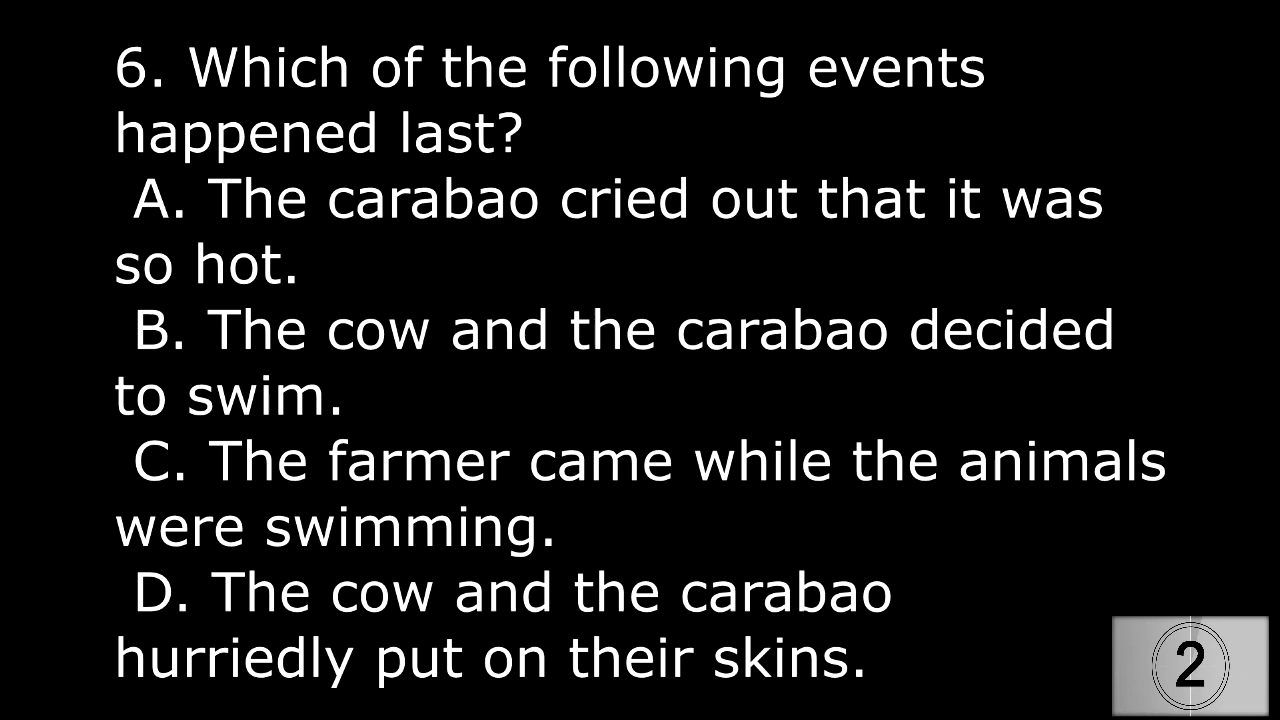 6. Which of the following events
happened last?
A. The carabao cried out that it was
so hot.
B. The cow and the carabao decided
to swim.
C. The farmer came while the animals
were swimming.
D. The cow and the carabao
hurriedly put on their skins.
2